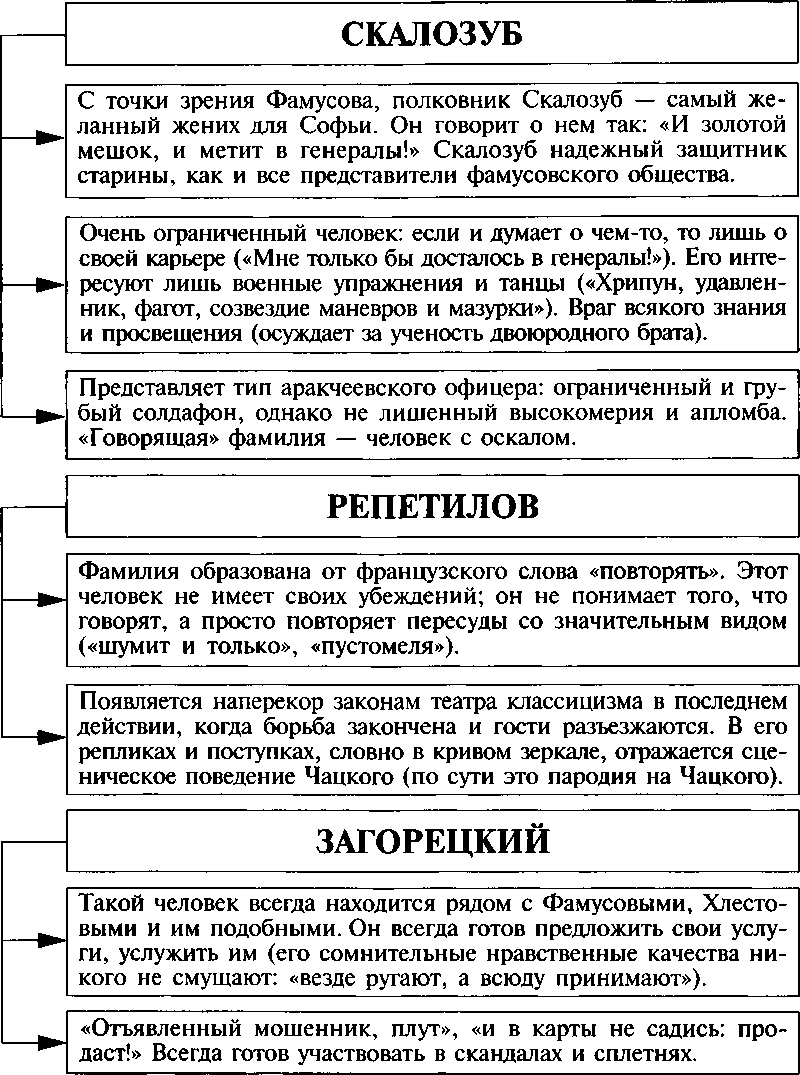 СКАЛОЗУБ
С точки зрения Фамусова, полковник Скалозуб — самый же-
ланный жених для Софьи. Он говорит о нем так: «И золотой
мешок, и метит в генералы!» Скалозуб надежный защитник
старины, как и все представители фамусовского общества.
Очень ограниченный человек: если и думает о чем-то, то лишь о
своей карьере («Мне только бы досталось в генералы!»). Его инте-
ресуют лишь военные упражнения и танцы («Хрипун, удавлен-
ник, фагот, созвездие маневров и мазурки»). Враг всякого знания
и просвещения (осуждает за ученость двоюродного брата).
Представляет тип аракчеевского офицера: ограниченный и гру-
бый солдафон, однако не лишенный высокомерия и апломба.
«Говорящая» фамилия — человек с оскалом.
РЕПЕТИЛОВ
Фамилия образована от французского слова «повторять». Этот
человек не имеет своих убеждений; он не понимает того, что
говорят, а просто повторяет пересуды со значительным видом
(«шумит и только», «пустомеля»).
Появляется наперекор законам театра классицизма в последнем
действии, когда борьба закончена и гости разъезжаются. В его
репликах и поступках, словно в кривом зеркале, отражается сце-
ническое поведение Чацкого (по сути это пародия на Чацкого).
ЗАГОРЕЦКИЙ
Такой человек всегда находится рядом с Фамусовыми, Хлесто-
выми и им подобными. Он всегда готов предложить свои услу-
ги, услужить им (его сомнительные нравственные качества ни-
кого не смущают: «везде ругают, а всюду принимают»).
«Отъявленный мошенник, плут», «и в карты не садись: про-
даст!» Всегда готов участвовать в скандалах и сплетнях.